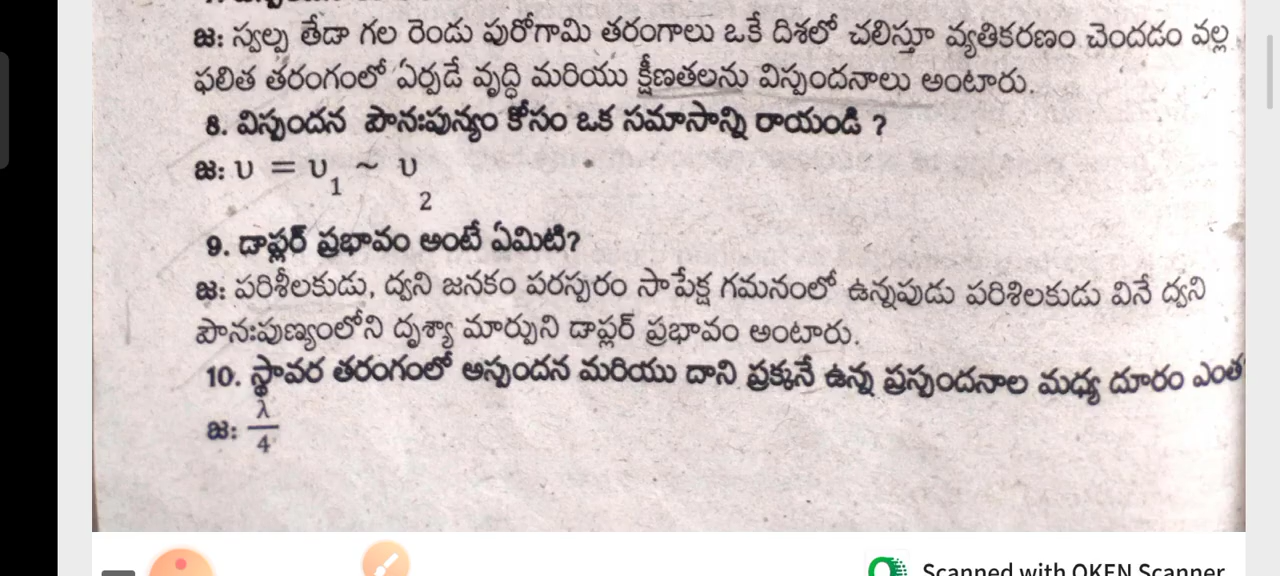 జ: స్వల్ప తేడా గల రెండు పురోగామి తరంగాలు ఒకే దిశలో చలిస్తూ వ్యతికరణం చెందడం వల్ల
ఫలిత తరంగంలో ఏర్పడే వృద్ధి మరియు క్షీణతలను విస్పందనాలు అంటారు.
8. విస్పందన పౌనఃపున్యం కోసం ఒక సమాసాన్ని రాయండి ?
జ: υ = υ₁ ~ υ₂
9. డాప్లర్ ప్రభావం అంటే ఏమిటి?
జ: పరిశీలకుడు, ద్వని జనకం పరస్పరం సాపేక్ష గమనంలో ఉన్నపుడు పరిశిలకుడు వినే ద్వని
పౌనఃపుణ్యంలోని దృశ్యా మార్పుని డాప్లర్ ప్రభావం అంటారు.
10. స్థావర తరంగంలో అస్పందన మరియు దాని ప్రక్కనే ఉన్న ప్రస్పందనాల మధ్య దూరం ఎంత
జ: λ/4
Scanned with OKEN Scanner